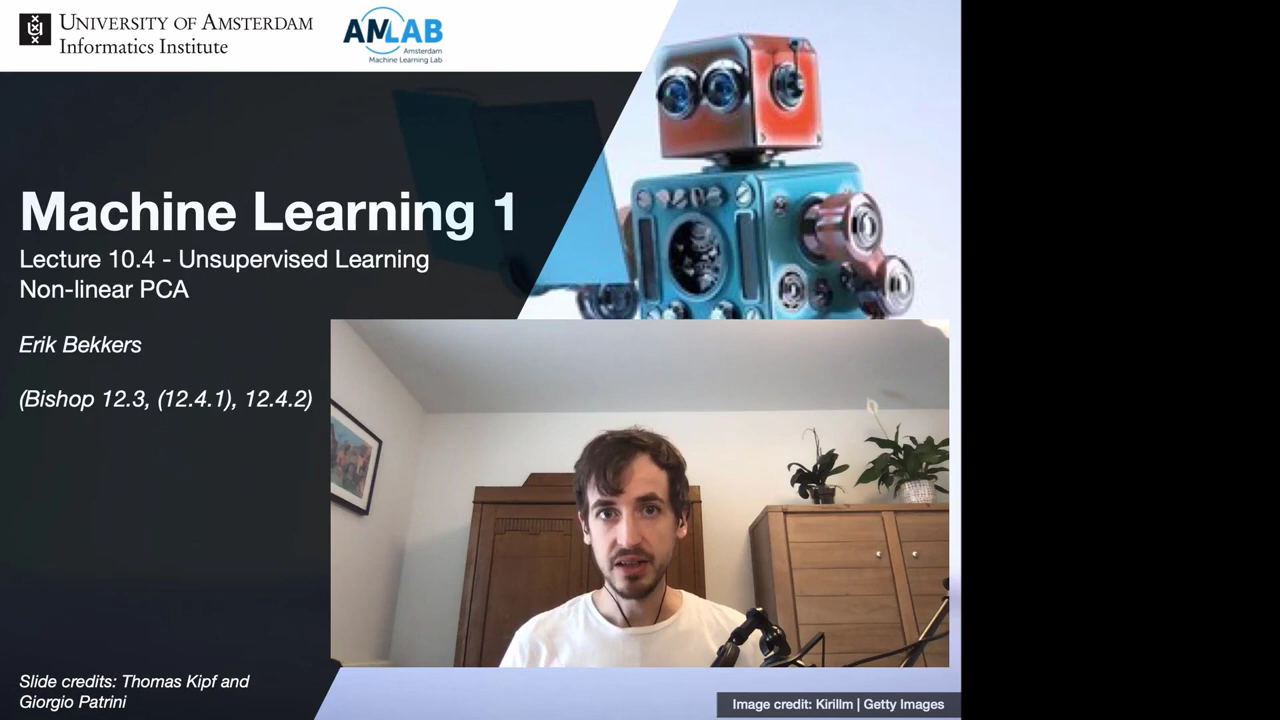 UNIVERSITY OF AMSTERDAM
Informatics Institute
AMLAB
Amsterdam
Machine Learning Lab
Machine Learning 1
Lecture 10.4 - Unsupervised Learning
Non-linear PCA
Erik Bekkers
(Bishop 12.3, (12.4.1), 12.4.2)
Slide credits: Thomas Kipf and
Giorgio Patrini
Image credit: Kirillm | Getty Images